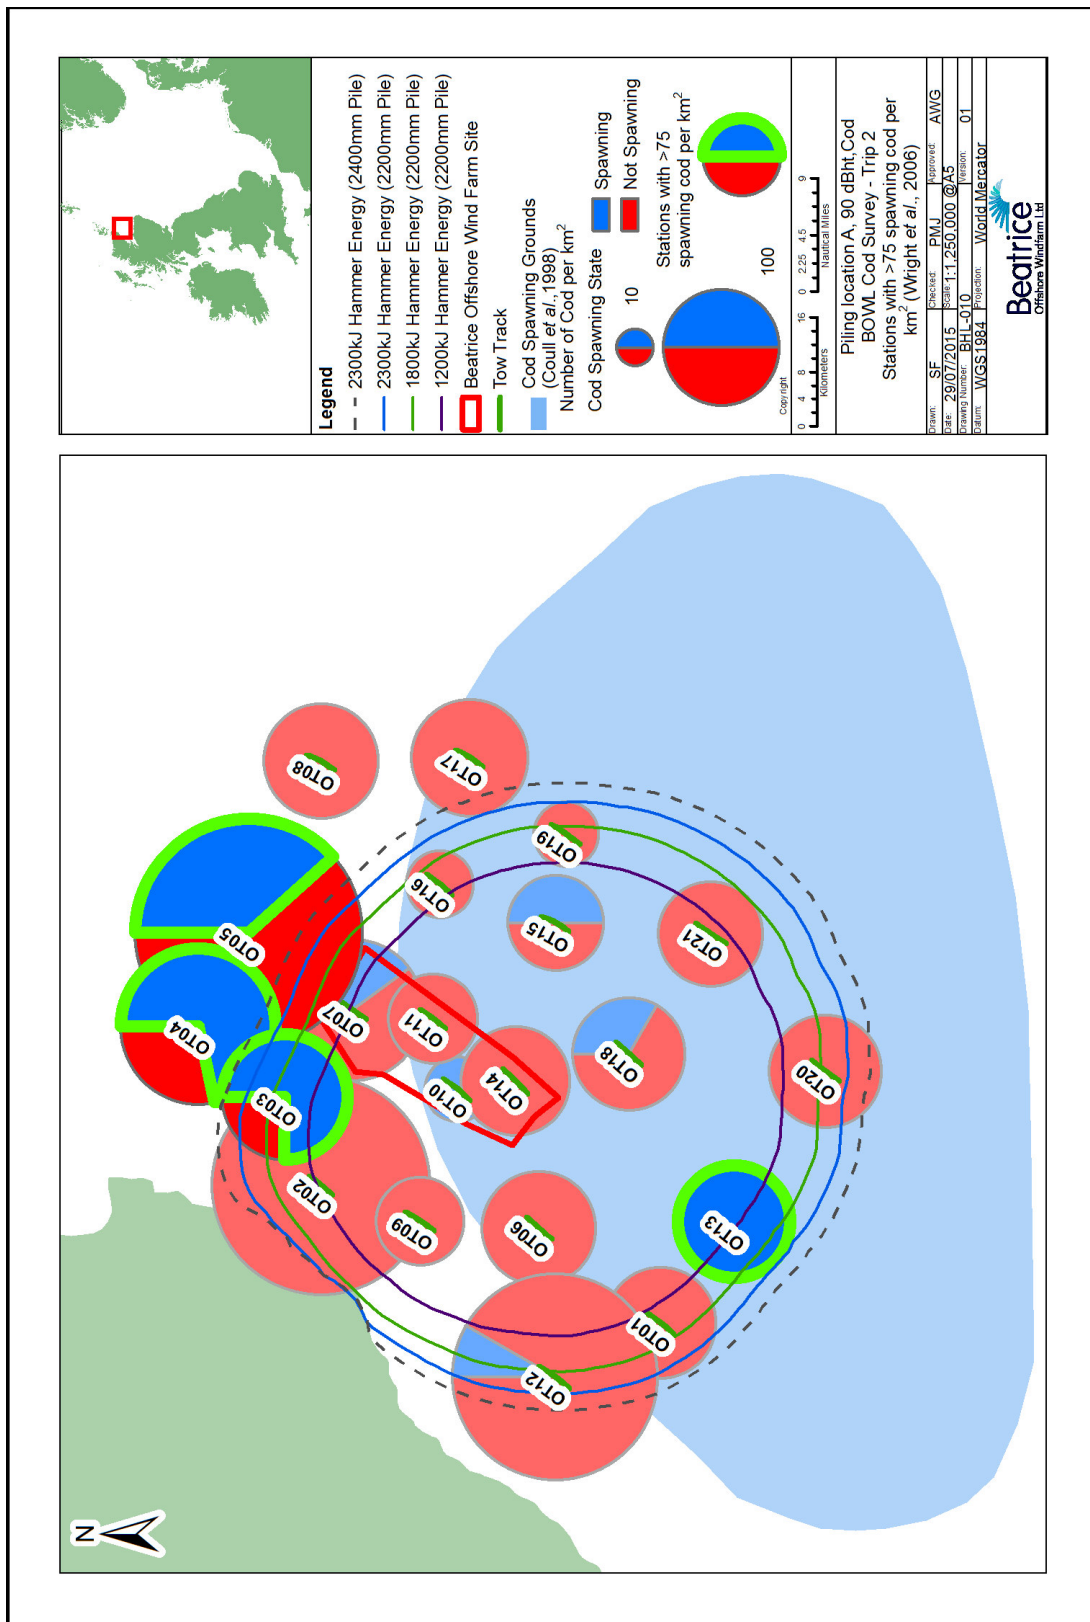 N
OT08
OT17
OT05
OT04
OT03
OT02
OT07
OT16
OT19
OT11
OT15
OT10
OT14
OT21
OT18
OT09
OT06
OT20
OT13
OT01
OT12
Legend
2300kJ Hammer Energy (2400mm Pile)
2300kJ Hammer Energy (2200mm Pile)
1800kJ Hammer Energy (2200mm Pile)
1200kJ Hammer Energy (2200mm Pile)
Beatrice Offshore Wind Farm Site
Tow Track
Cod Spawning Grounds
(Coull et al.,1998)
Number of Cod per km²
Cod Spawning State
10
Spawning
Not Spawning
100
Stations with >75
spawning cod per km²
Copyright
0 4 8 16
Kilometers
0 2.25 4.5 9
Nautical Miles
Piling location A, 90 dBht,Cod
BOWL Cod Survey - Trip 2
Stations with >75 spawning cod per
km² (Wright et al., 2006)
Drawn: SF Checked: PMJ Approved: AWG
Date: 29/07/2015 Scale: 1:1,250,000 @A5
Drawing Number: BHL-010 Version: 01
Datum: WGS1984 Projection: World Mercator
Beatrice
Offshore Windfarm Ltd